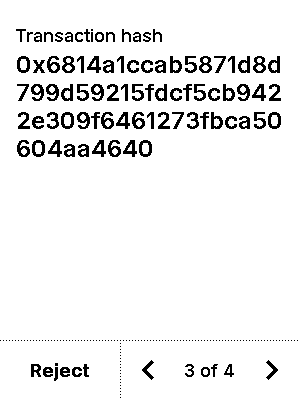 Transaction hash
0x6814a1ccab5871d8d
799d59215fdcf5cb942
2e309f6461273fbca50
604aa4640
Reject
3 of 4